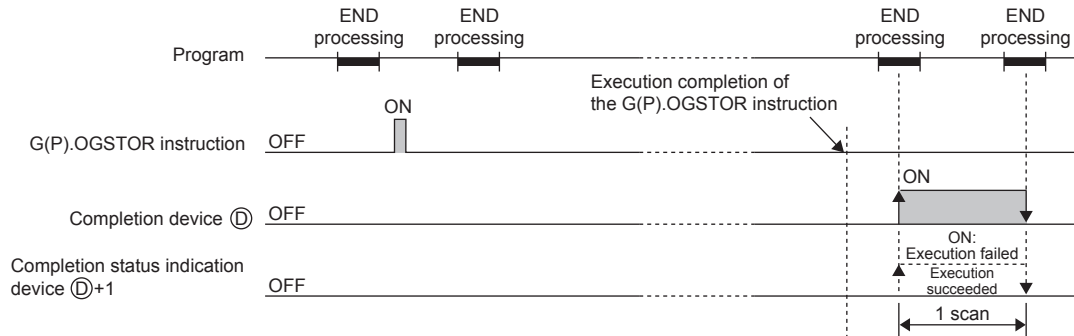 END processing
END processing
END processing
END processing
Program
Execution completion of
the G(P).OGSTOR instruction
ON
G(P).OGSTOR instruction
OFF
ON
Completion device Ⓓ
OFF
ON:
Execution failed
Completion status indication
device Ⓓ+1
Execution
succeeded
OFF
1 scan